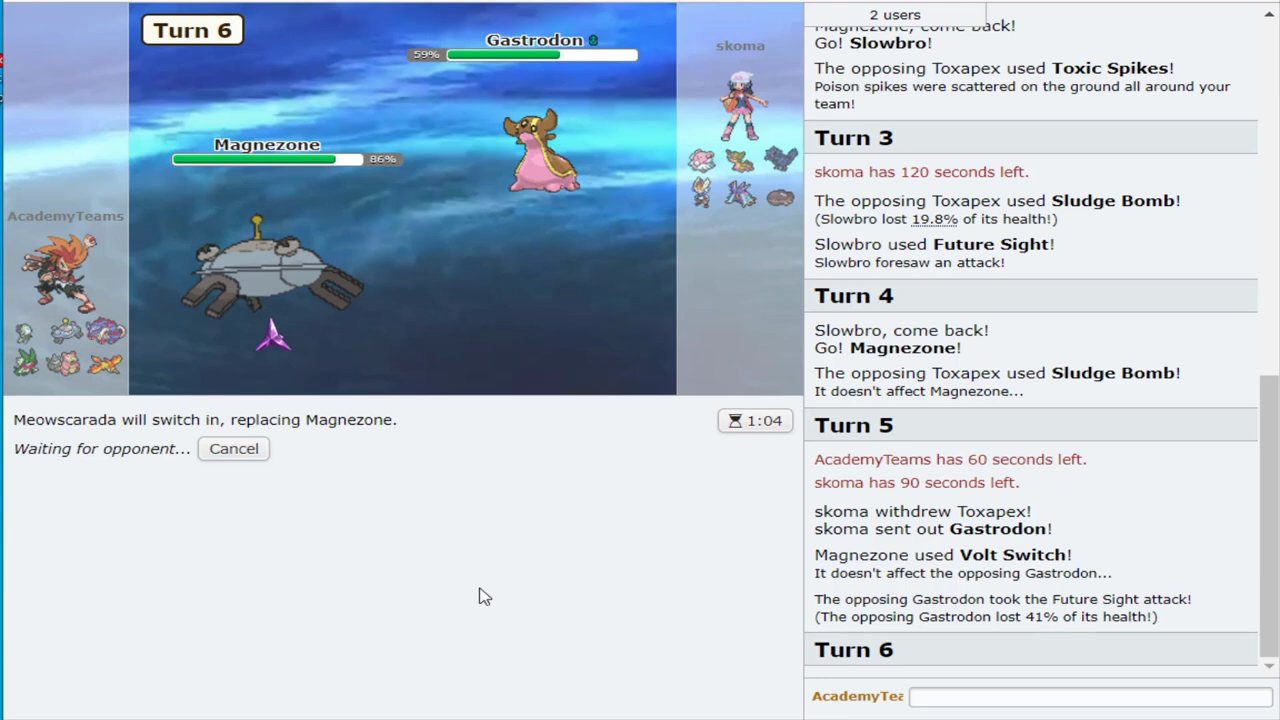 Turn 6
Gastrodon
59%
skoma
Magnezone
86%
AcademyTeams
Meowscarada will switch in, replacing Magnezone.
1:04
Waiting for opponent... Cancel
2 users
Magnezone, come back!
Go! Slowbro!
The opposing Toxapex used Toxic Spikes!
Poison spikes were scattered on the ground all around your
team!
Turn 3
skoma has 120 seconds left.
The opposing Toxapex used Sludge Bomb!
(Slowbro lost 19.8% of its health!)
Slowbro used Future Sight!
Slowbro foresaw an attack!
Turn 4
Slowbro, come back!
Go! Magnezone!
The opposing Toxapex used Sludge Bomb!
It doesn't affect Magnezone...
Turn 5
AcademyTeams has 60 seconds left.
skoma has 90 seconds left.
skoma withdrew Toxapex!
skoma sent out Gastrodon!
Magnezone used Volt Switch!
It doesn't affect the opposing Gastrodon...
The opposing Gastrodon took the Future Sight attack!
(The opposing Gastrodon lost 41% of its health!)
Turn 6
AcademyTea